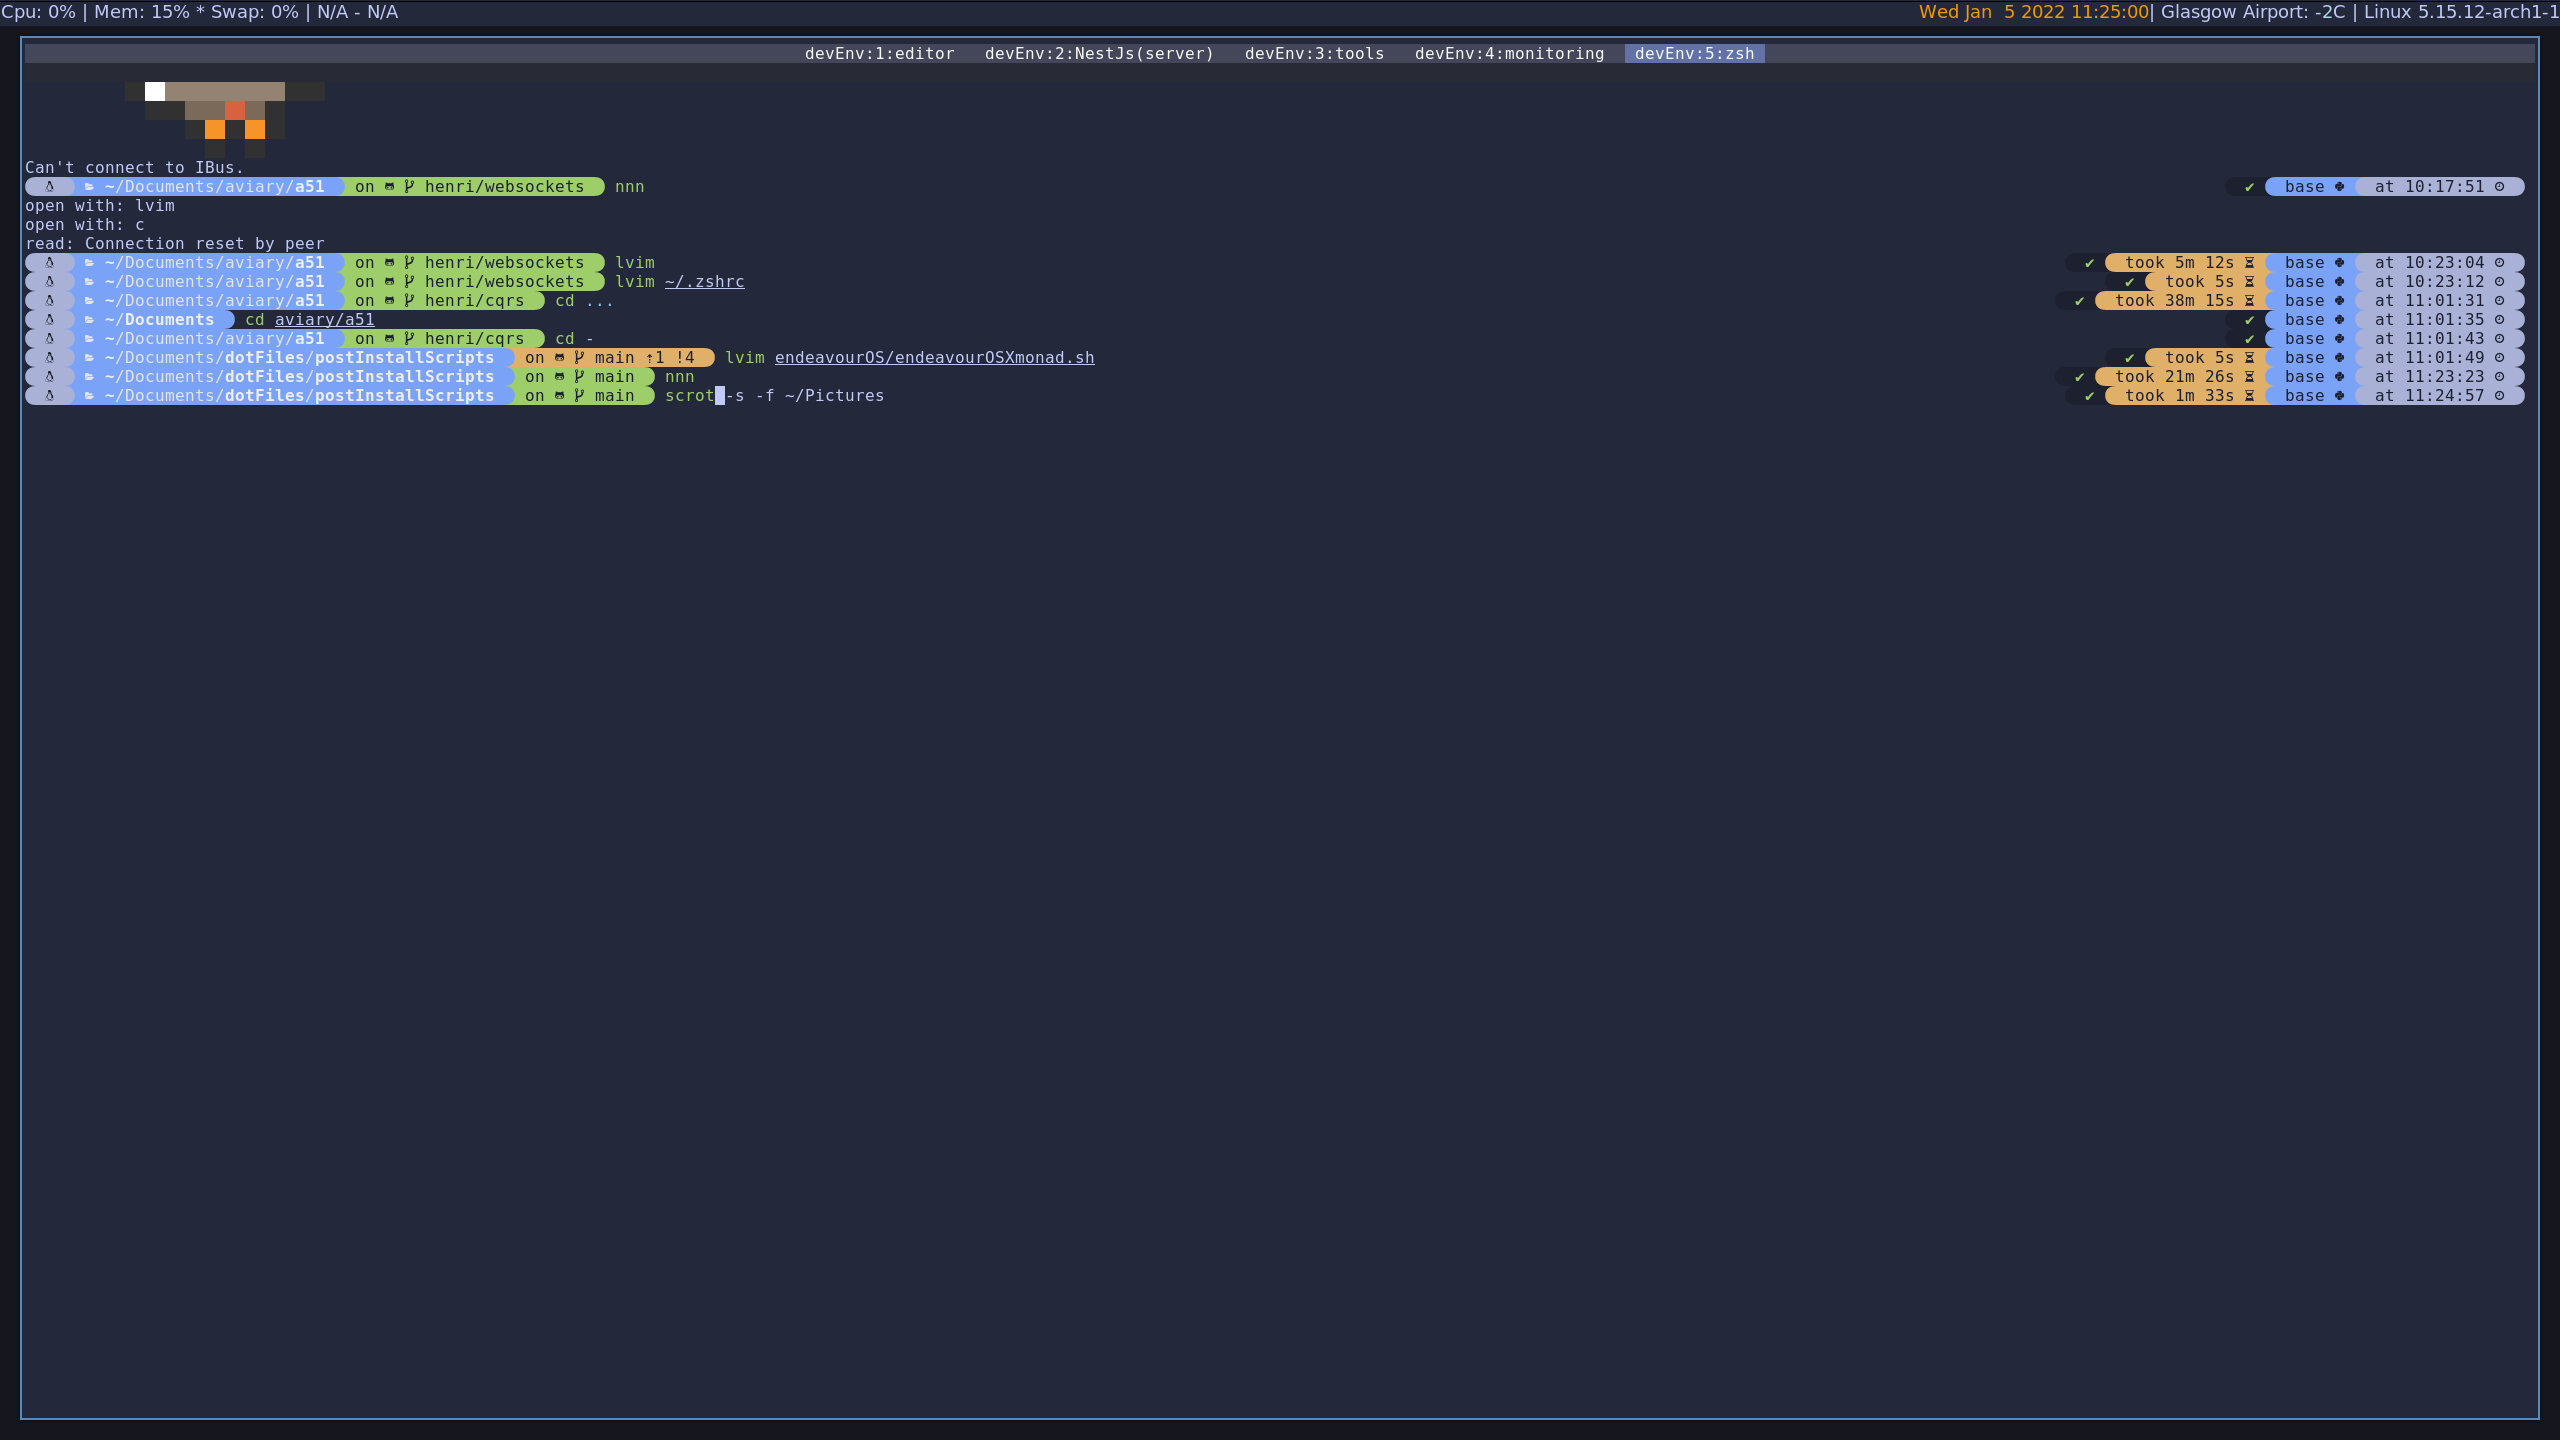 Cpu: 0% | Mem: 15% * Swap: 0% | N/A - N/A Wed Jan  5 2022 11:25:00| Glasgow Airport: -2C | Linux 5.15.12-arch1-1
devEnv:1:editor devEnv:2:NestJs(server) devEnv:3:tools devEnv:4:monitoring devEnv:5:zsh
Can't connect to IBus.
~/Documents/aviary/a51 on henri/websockets nnn ✔ base at 10:17:51
open with: lvim
open with: c
read: Connection reset by peer
~/Documents/aviary/a51 on henri/websockets lvim ✔ took 5m 12s base at 10:23:04
~/Documents/aviary/a51 on henri/websockets lvim ~/.zshrc ✔ took 5s base at 10:23:12
~/Documents/aviary/a51 on henri/cqrs cd ... ✔ took 38m 15s base at 11:01:31
~/Documents cd aviary/a51 ✔ base at 11:01:35
~/Documents/aviary/a51 on henri/cqrs cd - ✔ base at 11:01:43
~/Documents/dotFiles/postInstallScripts on main ⇡1 !4 lvim endeavourOS/endeavourOSXmonad.sh ✔ took 5s base at 11:01:49
~/Documents/dotFiles/postInstallScripts on main nnn ✔ took 21m 26s base at 11:23:23
~/Documents/dotFiles/postInstallScripts on main scrot -s -f ~/Pictures ✔ took 1m 33s base at 11:24:57